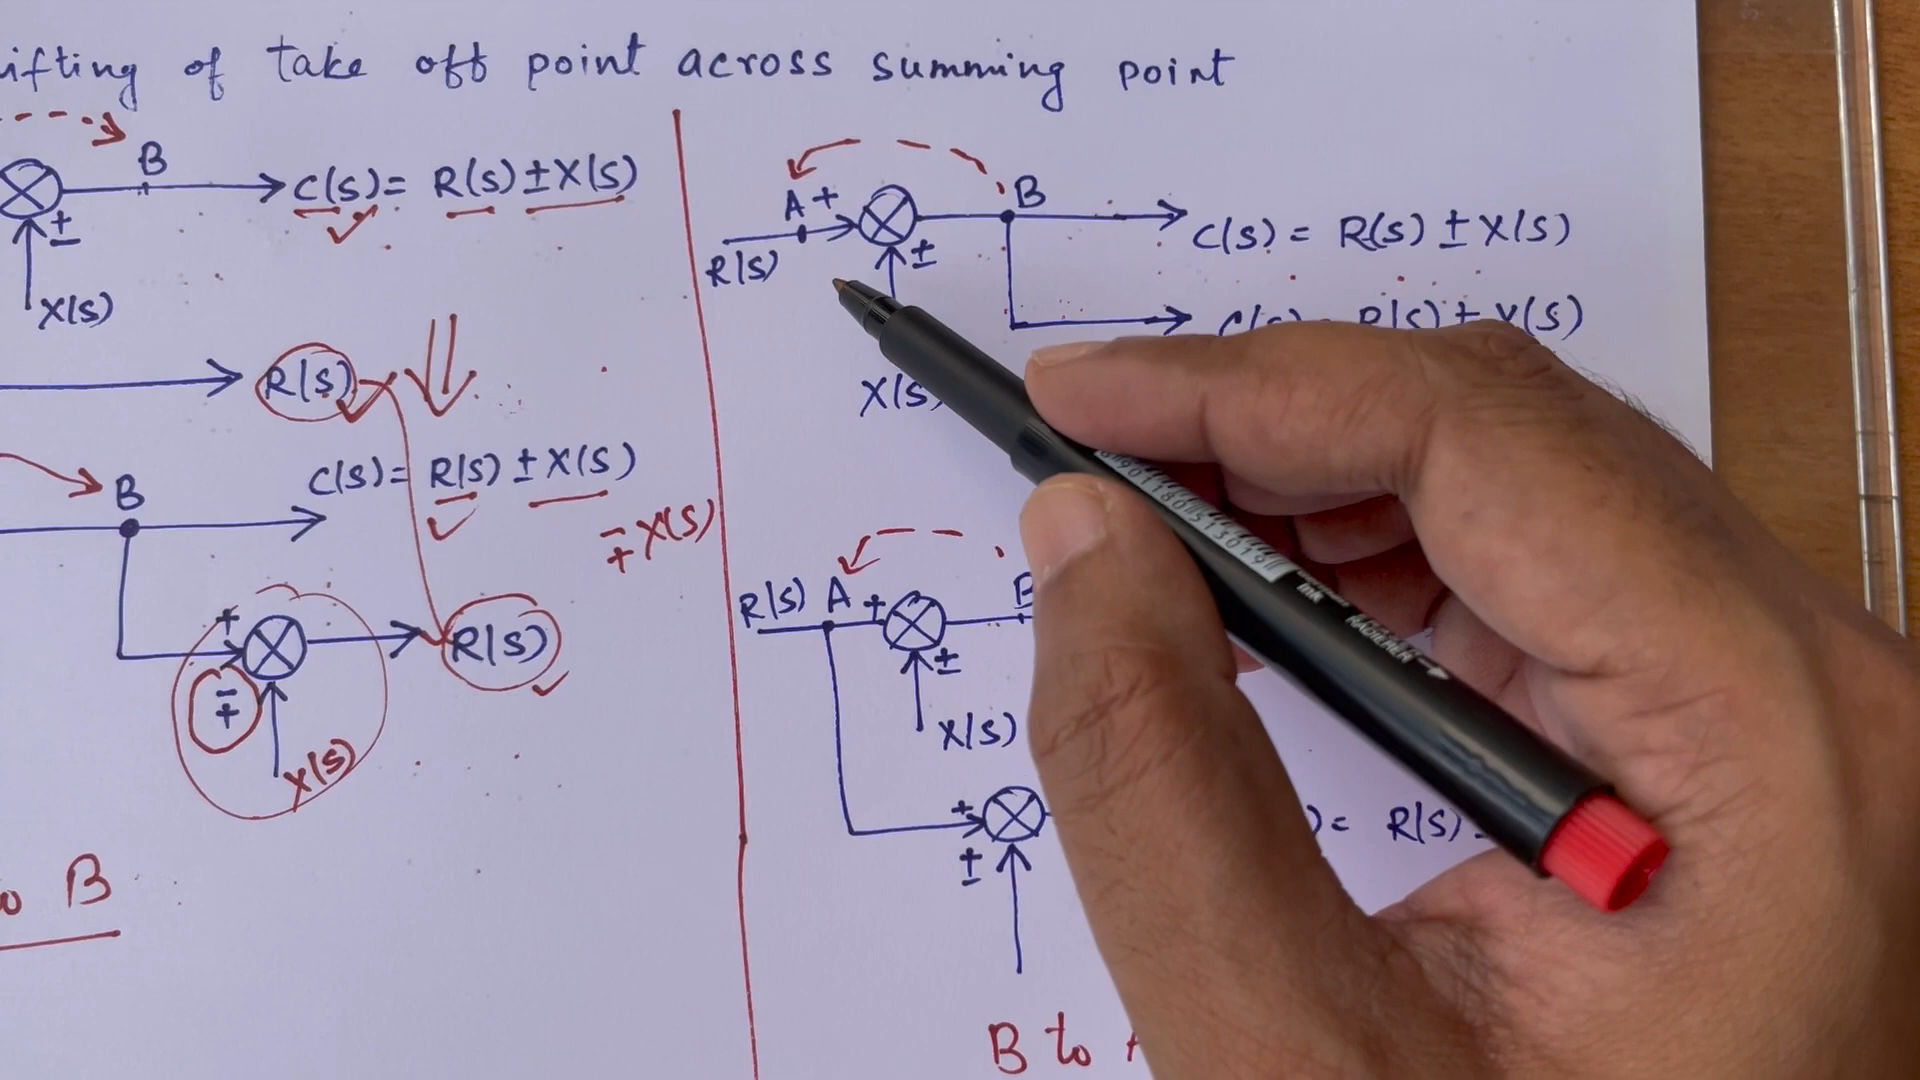 ifting of take off point across summing point
B
C(s) = R(s) ± X(s)
±
X(s)
R(s)
B
C(s) = R(s) ± X(s)
∓ X(s)
+
R(s)
∓
X(s)
B
A +
B
R(s)
±
C(s) = R(s) ± X(s)
C(s) = R(s) ± X(s)
X(s)
R(s) A +
B
±
X(s)
+
±
)= R(s)
B to